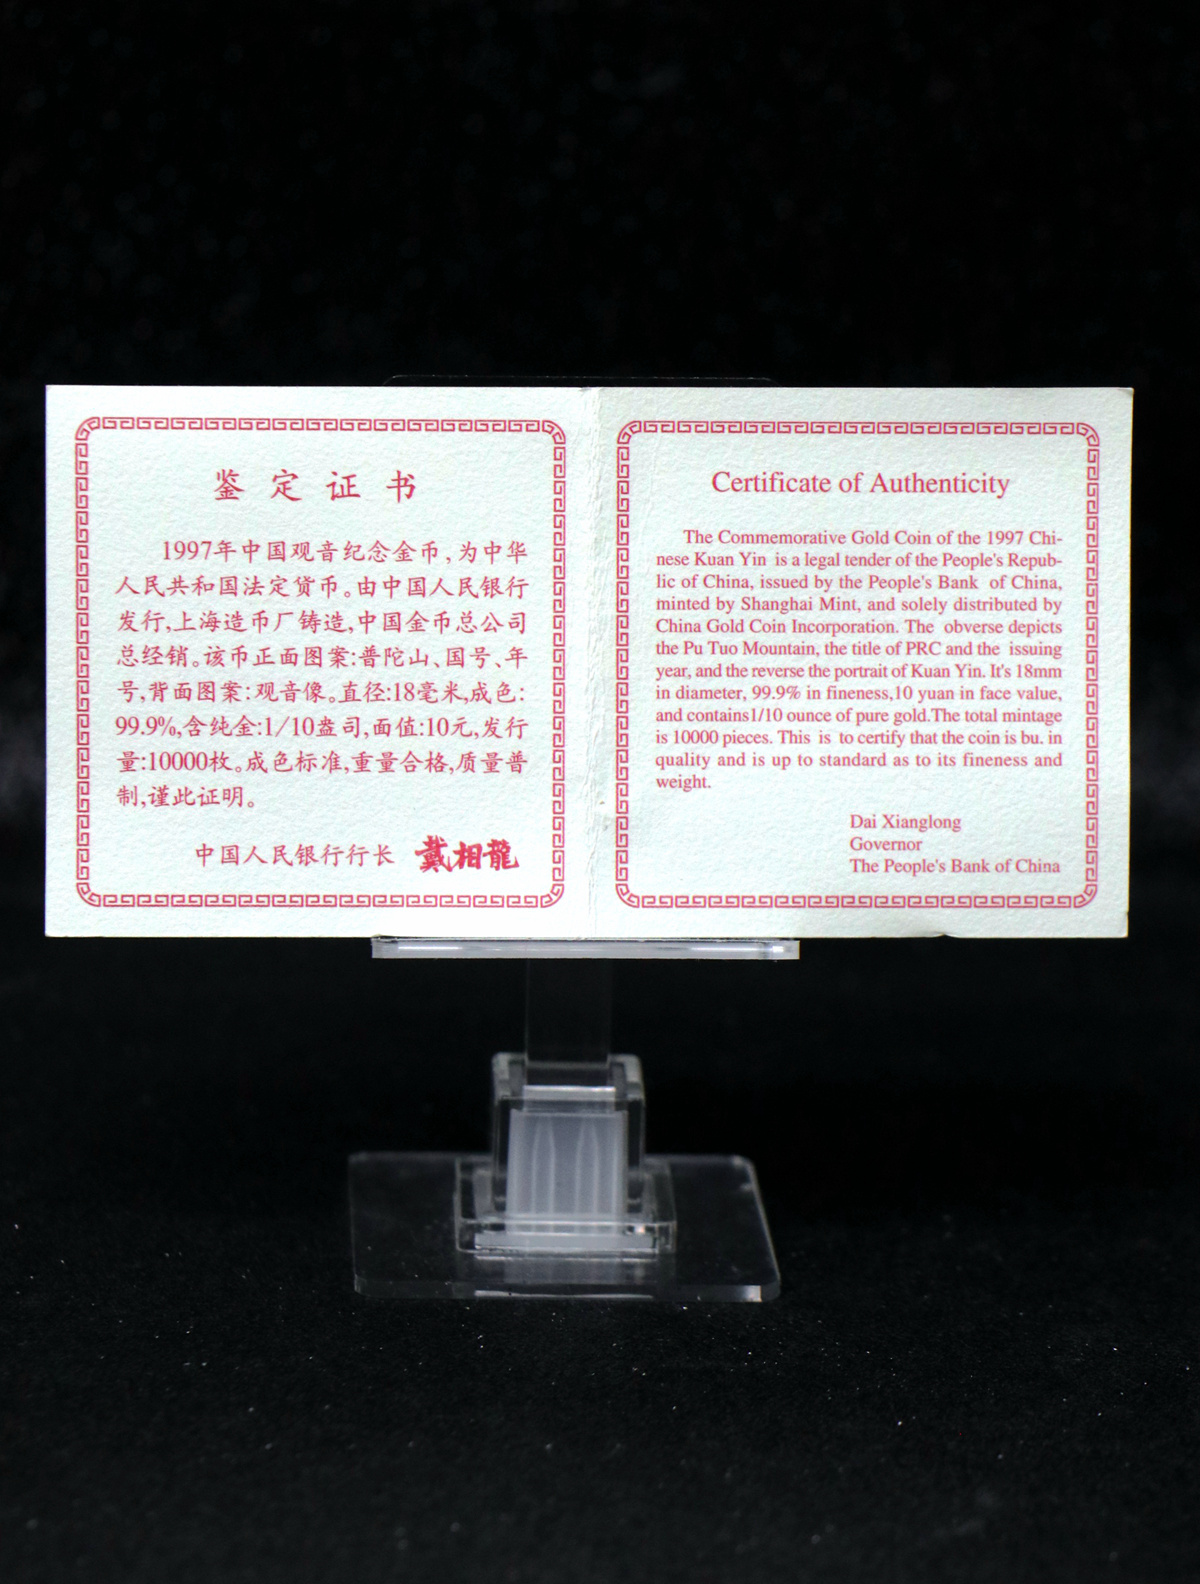 鉴定证书
1997年中国观音纪念金币,为中华
人民共和国法定货币。由中国人民银行
发行,上海造币厂铸造,中国金币总公司
总经销。该币正面图案:普陀山、国号、年
号,背面图案:观音像。直径:18毫米,成色:
99.9%,含纯金:1/10盎司,面值:10元,发行
量:10000枚。成色标准,重量合格,质量普
制,谨此证明。
中国人民银行行长 戴相龍
Certificate of Authenticity
The Commemorative Gold Coin of the 1997 Chi-
nese Kuan Yin is a legal tender of the People's Repub-
lic of China, issued by the People's Bank of China,
minted by Shanghai Mint, and solely distributed by
China Gold Coin Incorporation. The obverse depicts
the Pu Tuo Mountain, the title of PRC and the issuing
year, and the reverse the portrait of Kuan Yin. It's 18mm
in diameter, 99.9% in fineness,10 yuan in face value,
and contains1/10 ounce of pure gold.The total mintage
is 10000 pieces. This is to certify that the coin is bu. in
quality and is up to standard as to its fineness and
weight.
Dai Xianglong
Governor
The People's Bank of China